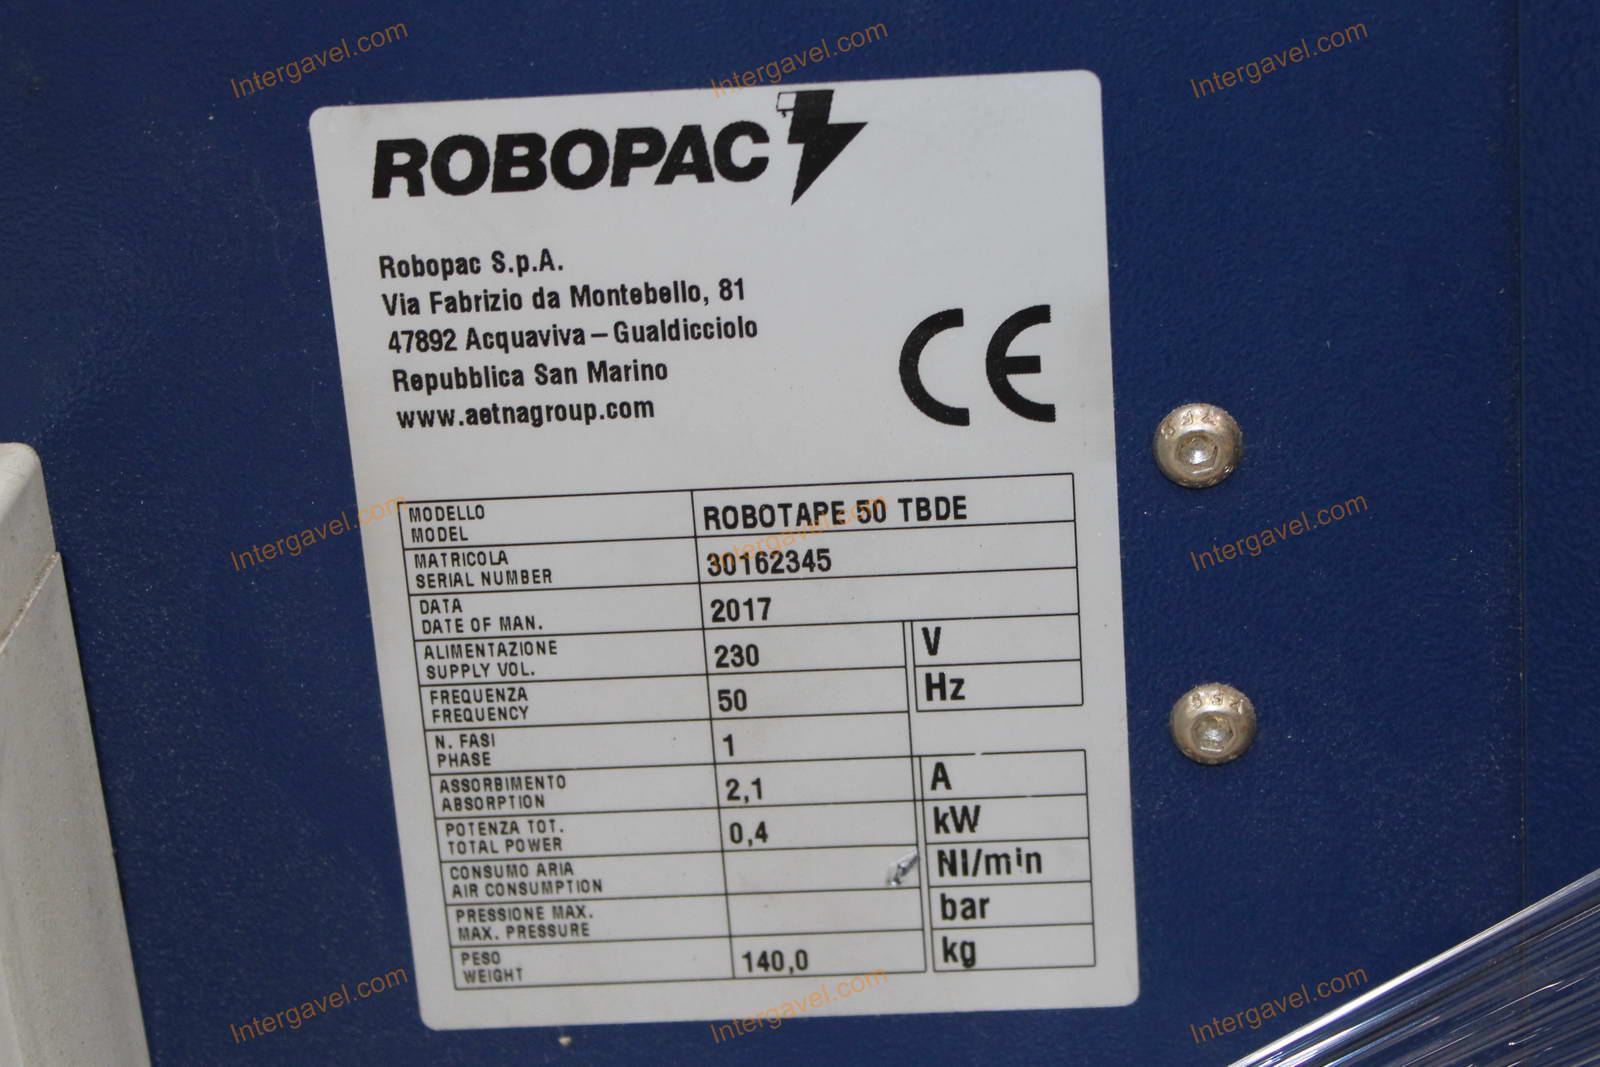 Intergavel.com Intergavel.com Intergavel.com
ROBOPAC
Robopac S.p.A.
Via Fabrizio da Montebello, 81
47892 Acquaviva – Gualdicciolo
Repubblica San Marino
www.aetnagroup.com
CE
MODELLO
MODEL
ROBOTAPE 50 TBDE
Intergavel.com Intergavel.com Intergavel.com
MATRICOLA
SERIAL NUMBER
30162345
DATA
DATE OF MAN.
2017
ALIMENTAZIONE
SUPPLY VOL.
230 V
FREQUENZA
FREQUENCY
50 Hz
N. FASI
PHASE
1
ASSORBIMENTO
ABSORPTION
2,1 A
POTENZA TOT.
TOTAL POWER
0,4 kW
CONSUMO ARIA
AIR CONSUMPTION
Nl/min
PRESSIONE MAX.
MAX. PRESSURE
bar
PESO
WEIGHT
140,0 kg
Intergavel.com Intergavel.com Intergavel.com